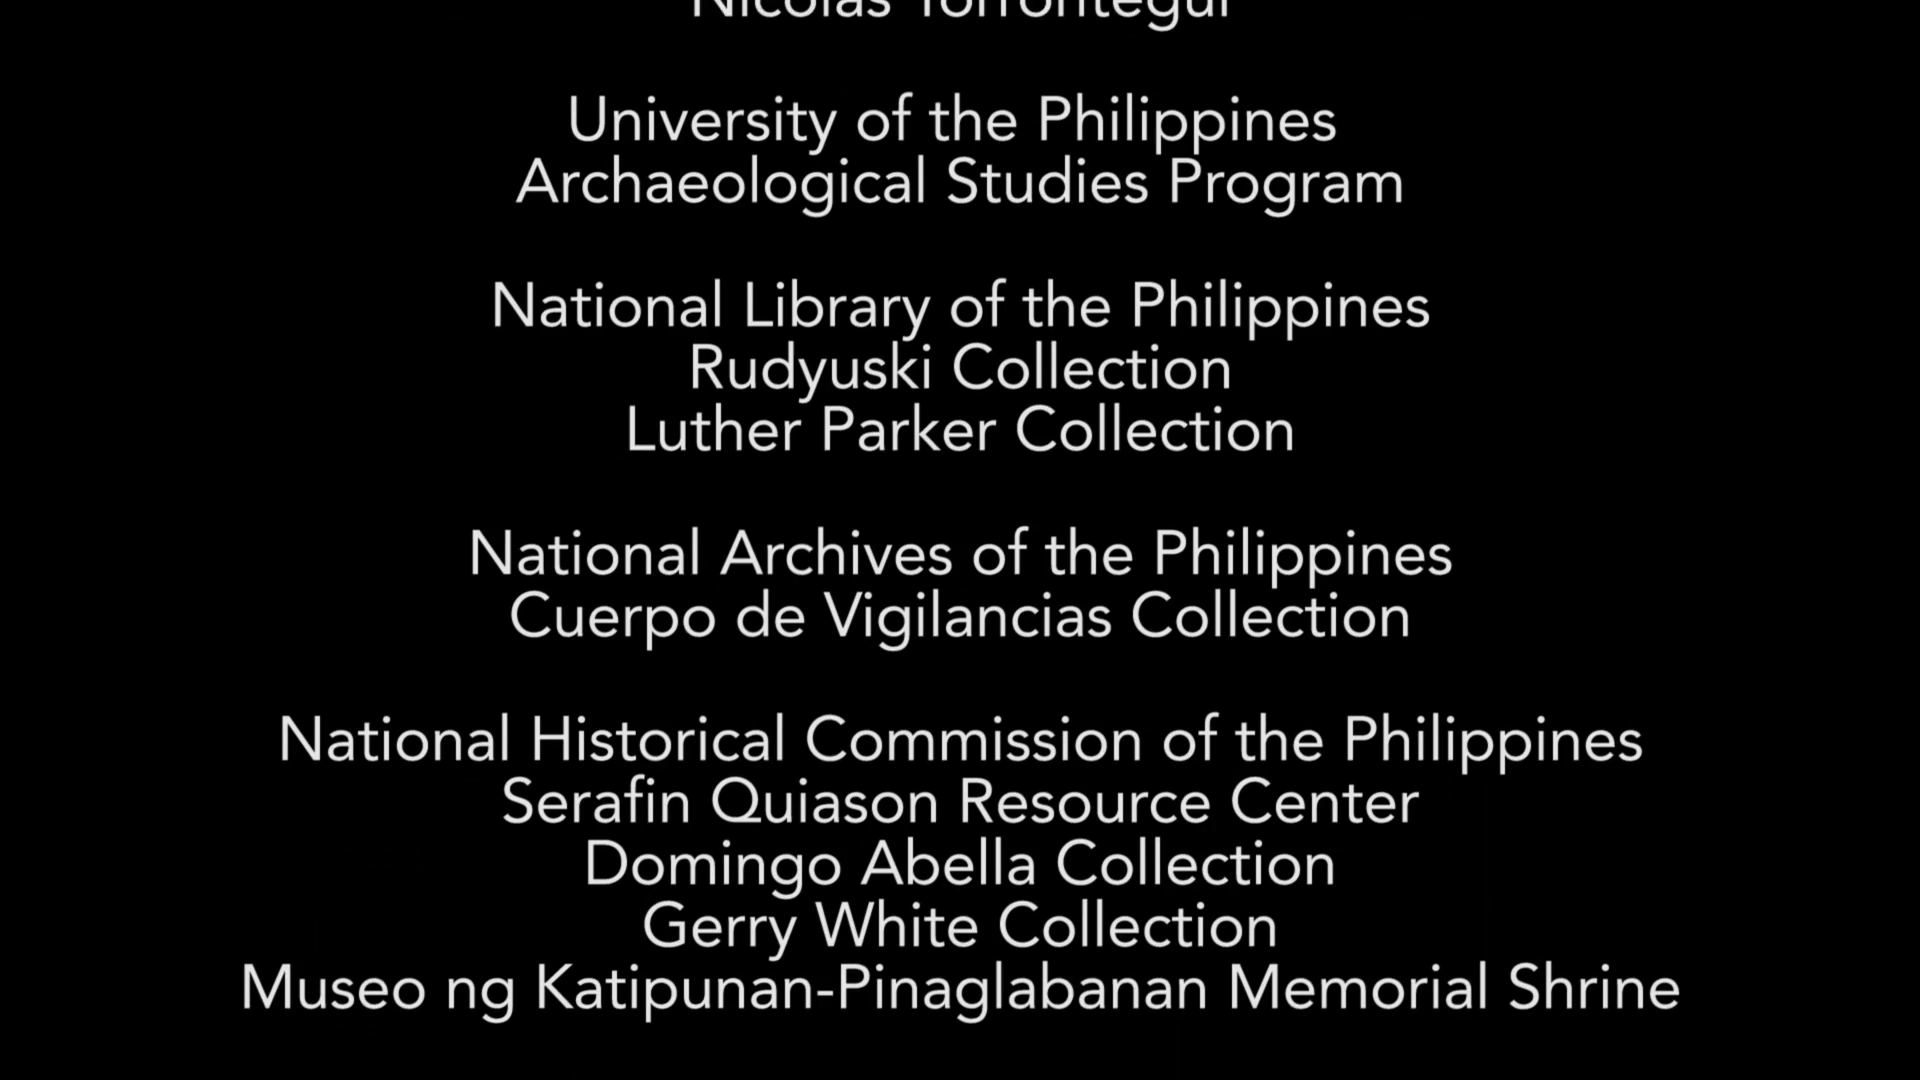 Nicolas Torrontegui
University of the Philippines
Archaeological Studies Program
National Library of the Philippines
Rudyuski Collection
Luther Parker Collection
National Archives of the Philippines
Cuerpo de Vigilancias Collection
National Historical Commission of the Philippines
Serafin Quiason Resource Center
Domingo Abella Collection
Gerry White Collection
Museo ng Katipunan-Pinaglabanan Memorial Shrine